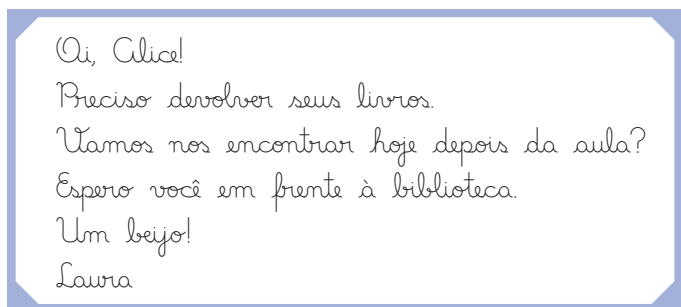 Oi, Alice!
Preciso devolver seus livros.
Vamos nos encontrar hoje depois da aula?
Espero você em frente à biblioteca.
Um beijo!
Laura